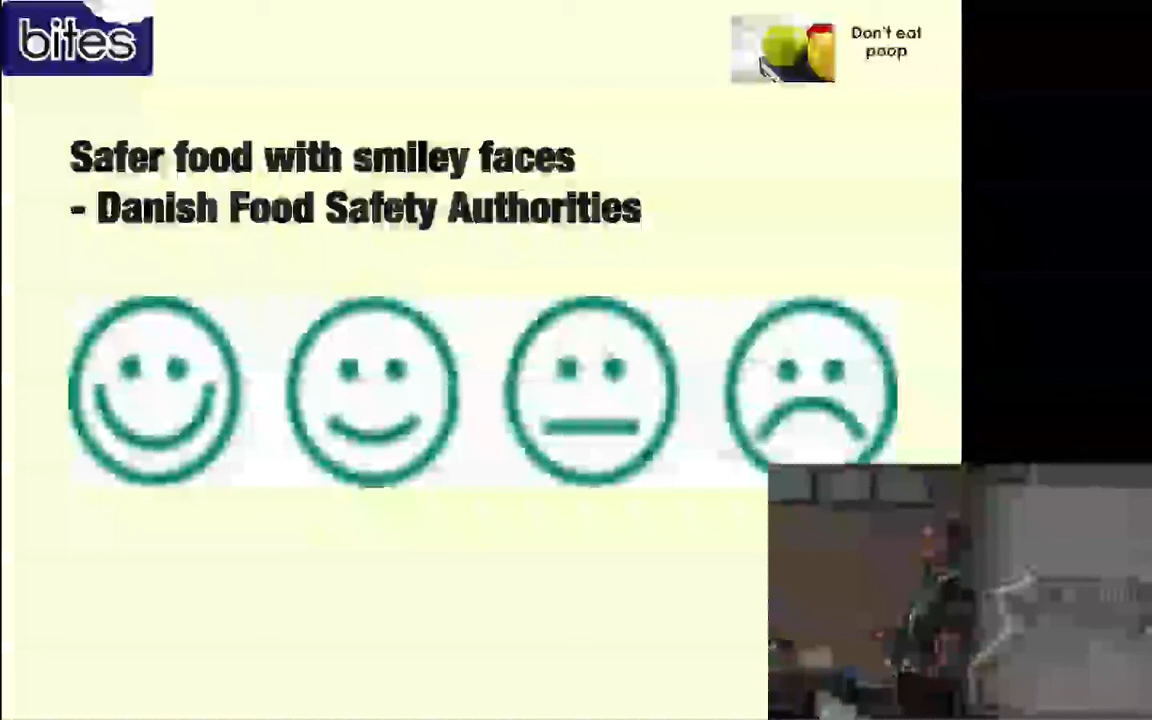 bites
Don't eat
poop
Safer food with smiley faces
- Danish Food Safety Authorities